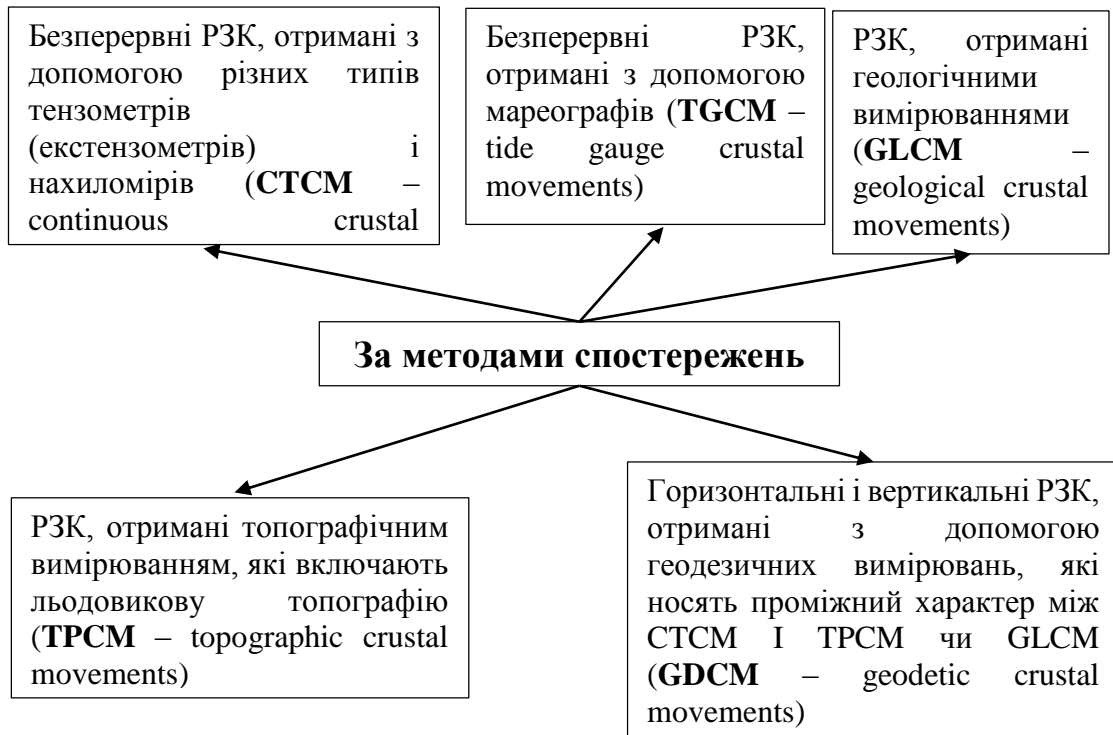 Безперервні РЗК, отримані з
допомогою різних типів
тензометрів
(екстензометрів) і
нахиломірів (CTCM –
continuous crustal
Безперервні РЗК,
отримані з допомогою
мареографів (TGCM –
tide gauge crustal
movements)
РЗК, отримані
геологічними
вимірюваннями
(GLCM –
geological crustal
movements)
За методами спостережень
РЗК, отримані топографічним
вимірюванням, які включають
льодовикову топографію
(TPCM – topographic crustal
movements)
Горизонтальні і вертикальні РЗК,
отримані з допомогою
геодезичних вимірювань, які
носять проміжний характер між
CTCM І TPCM чи GLCM
(GDCM – geodetic crustal
movements)